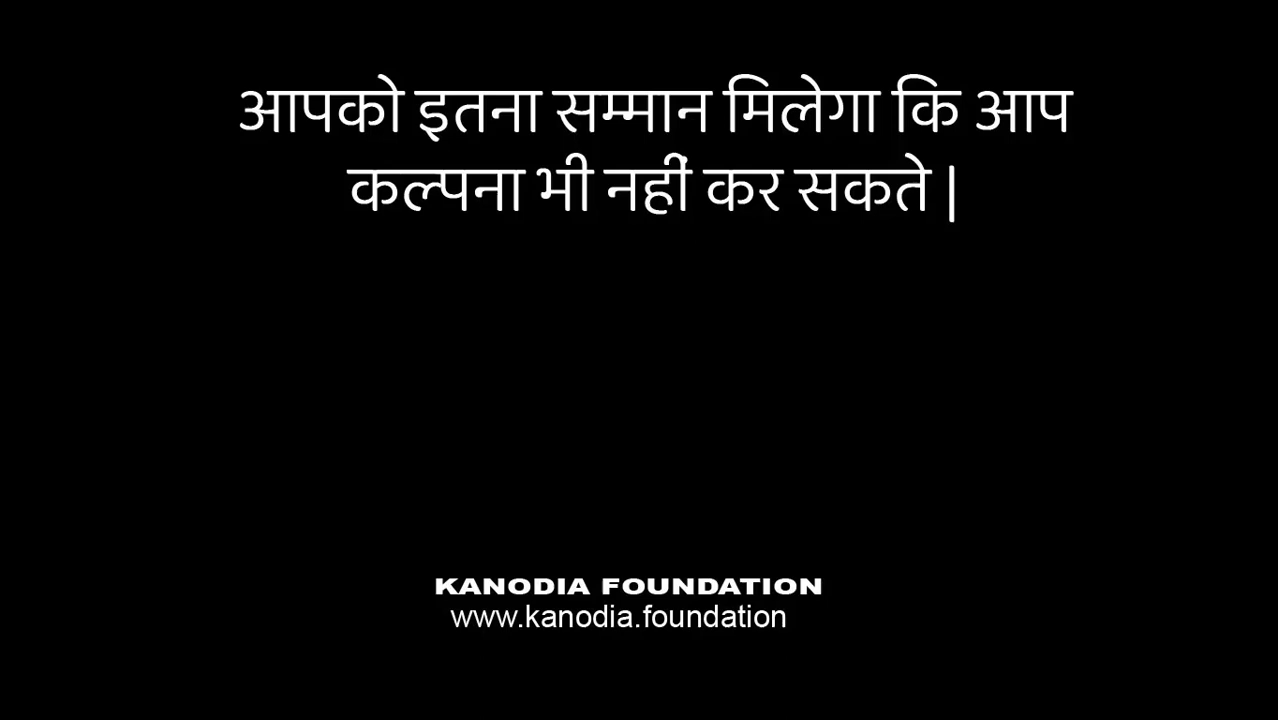 आपको इतना सम्मान मिलेगा कि आप
कल्पना भी नहीं कर सकते |
KANODIA FOUNDATION
www.kanodia.foundation